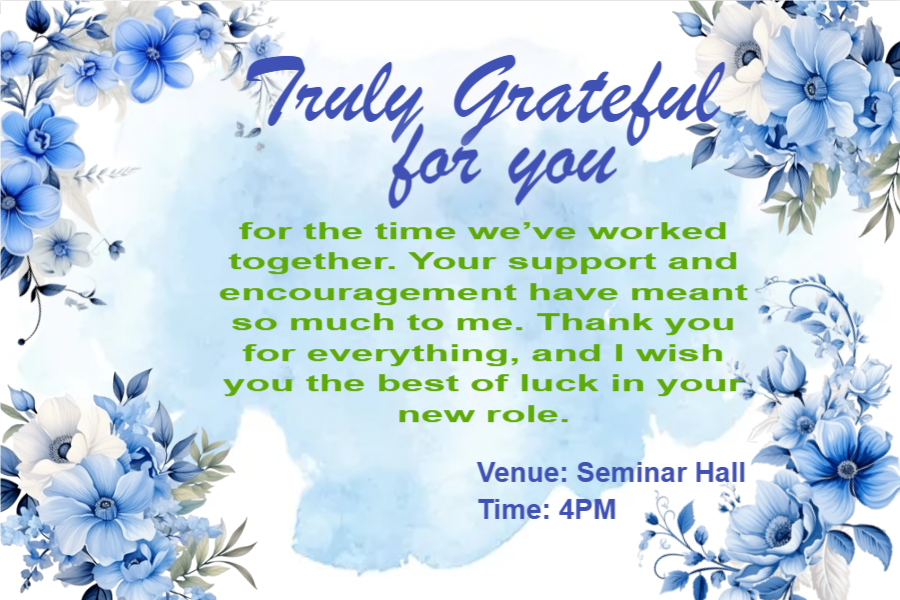 Truly Grateful
for you
for the time we’ve worked
together. Your support and
encouragement have meant
so much to me. Thank you
for everything, and I wish
you the best of luck in your
new role.
Venue: Seminar Hall
Time: 4PM